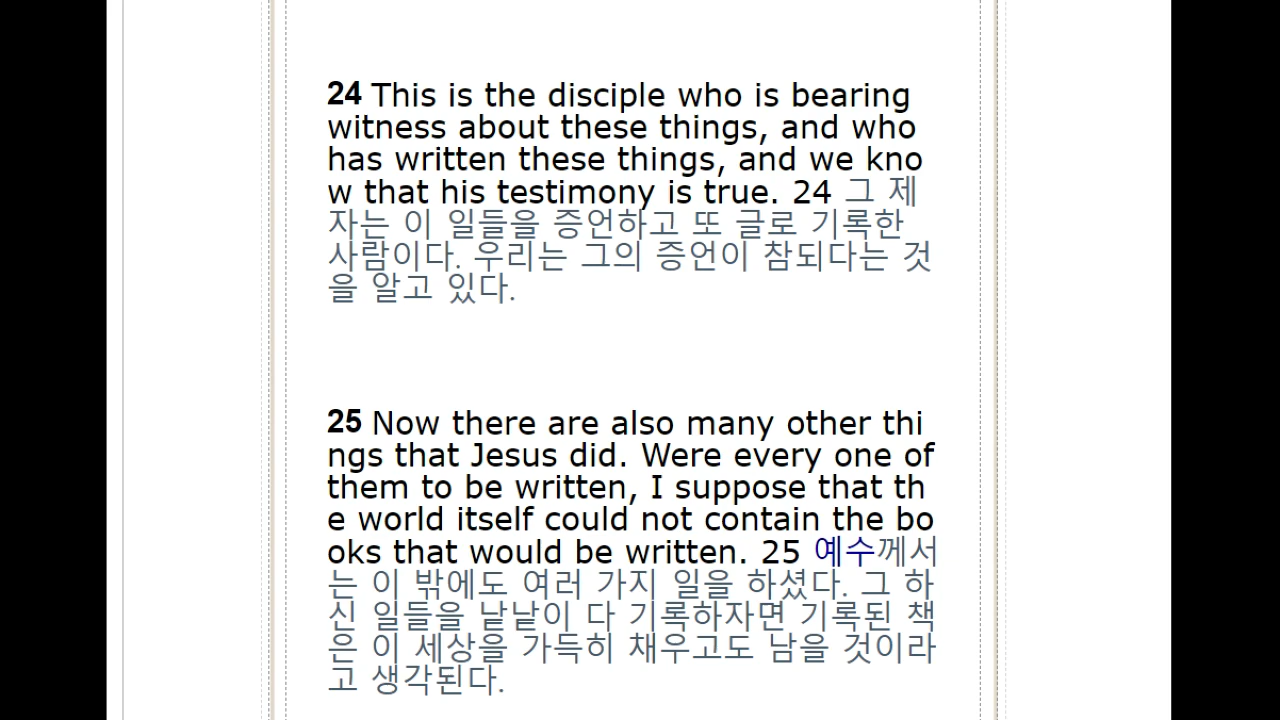 24 This is the disciple who is bearing
witness about these things, and who
has written these things, and we kno
w that his testimony is true. 24 그 제
자는 이 일들을 증언하고 또 글로 기록한
사람이다. 우리는 그의 증언이 참되다는 것
을 알고 있다.
25 Now there are also many other thi
ngs that Jesus did. Were every one of
them to be written, I suppose that th
e world itself could not contain the bo
oks that would be written. 25 예수께서
는 이 밖에도 여러 가지 일을 하셨다. 그 하
신 일들을 낱낱이 다 기록하자면 기록된 책
은 이 세상을 가득히 채우고도 남을 것이라
고 생각된다.